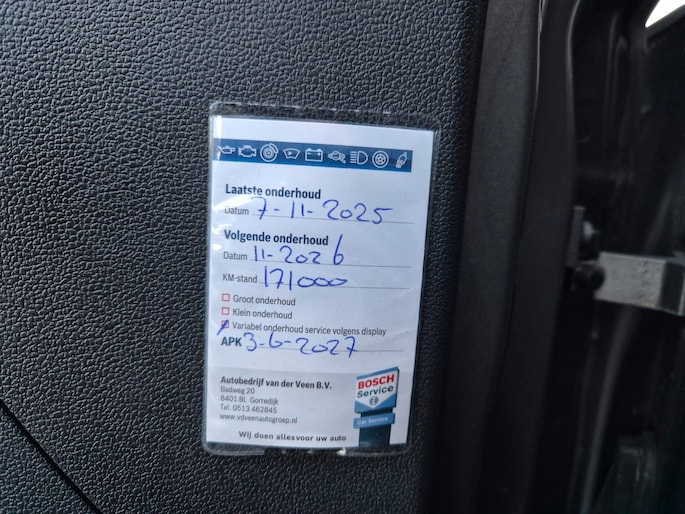 Laatste onderhoud
Datum 7-11-2025
Volgende onderhoud
Datum 11-2026
KM-stand 171000
Groot onderhoud
Klein onderhoud
Variabel onderhoud service volgens display
APK 3-6-2027
Autobedrijf van der Veen B.V.
Badweg 20
8401 BL Gorredijk
Tel. 0513 462845
www.vdveenautogroep.nl
BOSCH
Service
Car Service
Wij doen alles voor uw auto